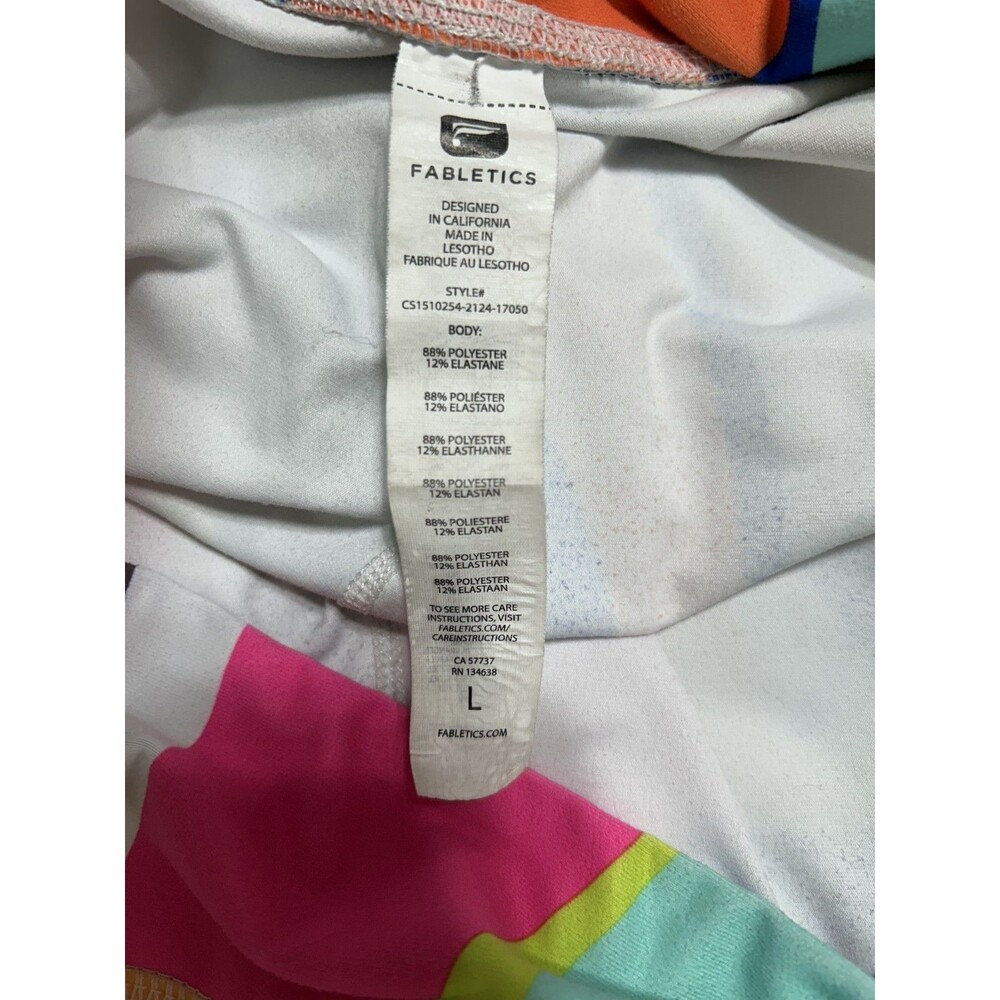 FABLETICS
DESIGNED
IN CALIFORNIA
MADE IN
LESOTHO
FABRIQUE AU LESOTHO
STYLE#
CS1510254-2124-17050
BODY:
88% POLYESTER
12% ELASTANE
88% POLIÉSTER
12% ELASTANO
88% POLYESTER
12% ELASTHANNE
88% POLYESTER
12% ELASTAN
88% POLIESTERE
12% ELASTAN
88% POLYESTER
12% ELASTHAN
88% POLYESTER
12% ELASTAAN
TO SEE MORE CARE
INSTRUCTIONS, VISIT
FABLETICS.COM/
CAREINSTRUCTIONS
CA 57737
RN 134638
L
FABLETICS.COM